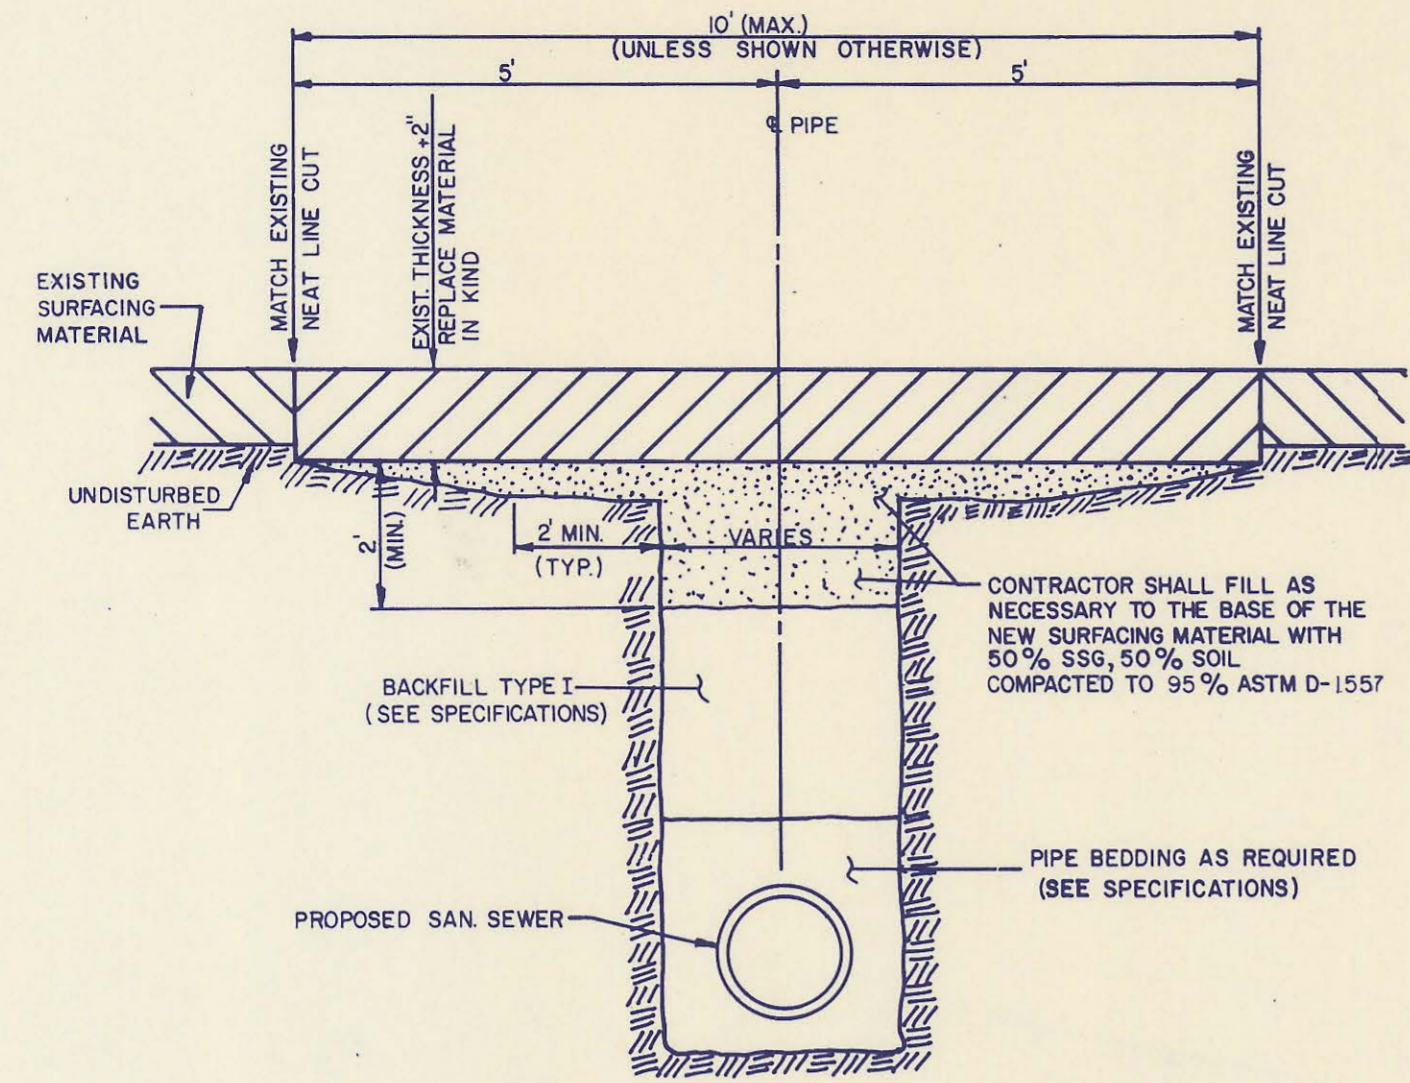 10' (MAX.)
(UNLESS SHOWN OTHERWISE)
5'
5'
℄ PIPE
MATCH EXISTING
NEAT LINE CUT
EXIST. THICKNESS +2"
REPLACE MATERIAL
IN KIND
MATCH EXISTING
NEAT LINE CUT
EXISTING
SURFACING
MATERIAL
UNDISTURBED
EARTH
2'
(MIN.)
2' MIN.
(TYP.)
VARIES
CONTRACTOR SHALL FILL AS
NECESSARY TO THE BASE OF THE
NEW SURFACING MATERIAL WITH
50% SSG, 50% SOIL
COMPACTED TO 95% ASTM D-1557
BACKFILL TYPE I
(SEE SPECIFICATIONS)
PIPE BEDDING AS REQUIRED
(SEE SPECIFICATIONS)
PROPOSED SAN. SEWER